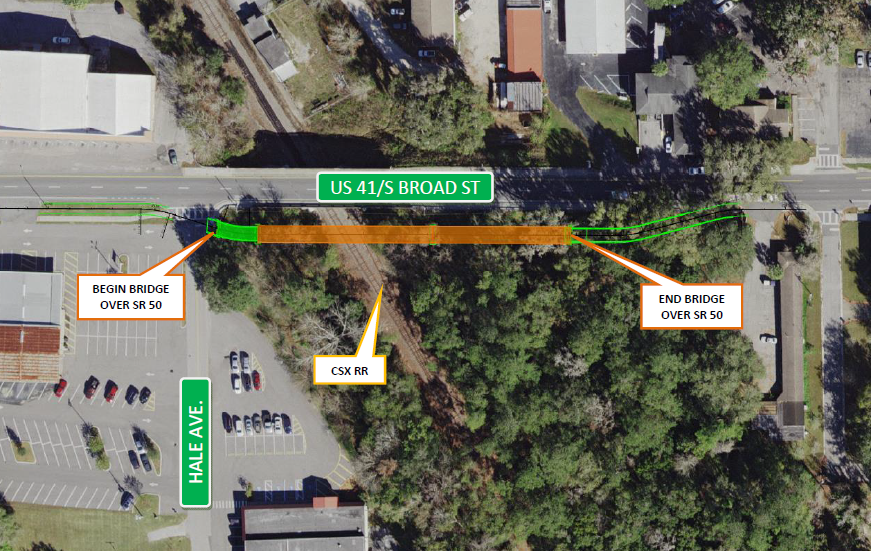 US 41/S BROAD ST
BEGIN BRIDGE
OVER SR 50
END BRIDGE
OVER SR 50
CSX RR
HALE AVE.